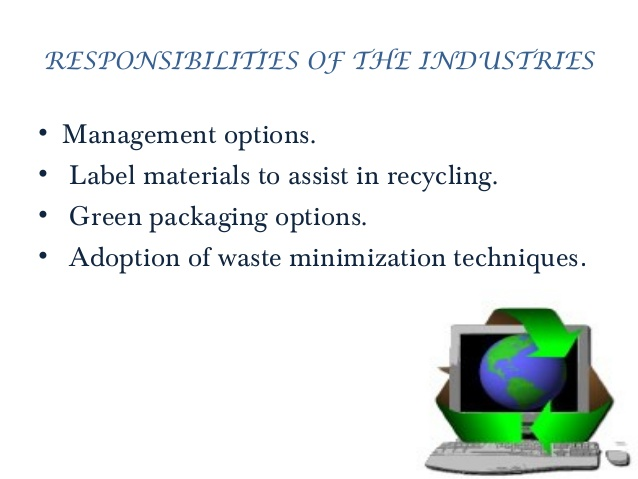 RESPONSIBILITIES OF THE INDUSTRIES
• Management options.
• Label materials to assist in recycling.
• Green packaging options.
• Adoption of waste minimization techniques.